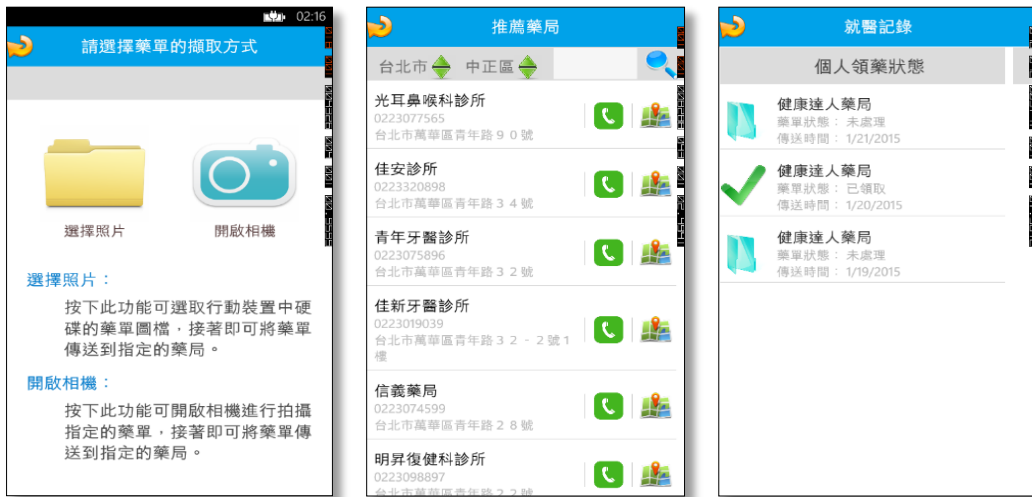 02:16
請選擇藥單的擷取方式
選擇照片
開啟相機
選擇照片：
按下此功能可選取行動裝置中硬
碟的藥單圖檔，接著即可將藥單
傳送到指定的藥局。
開啟相機：
按下此功能可開啟相機進行拍攝
指定的藥單，接著即可將藥單傳
送到指定的藥局。
推薦藥局
台北市 中正區
光耳鼻喉科診所
0223077565
台北市萬華區青年路９０號
佳安診所
0223320898
台北市萬華區青年路３４號
青年牙醫診所
0223075896
台北市萬華區青年路３２號
佳新牙醫診所
0223019039
台北市萬華區青年路３２－２號１
樓
信義藥局
0223074599
台北市萬華區青年路２８號
明昇復健科診所
0223098897
台北市萬華區青年路２２號
就醫記錄
個人領藥狀態
健康達人藥局
藥單狀態： 未處理
傳送時間： 1/21/2015
健康達人藥局
藥單狀態： 已領取
傳送時間： 1/20/2015
健康達人藥局
藥單狀態： 未處理
傳送時間： 1/19/2015